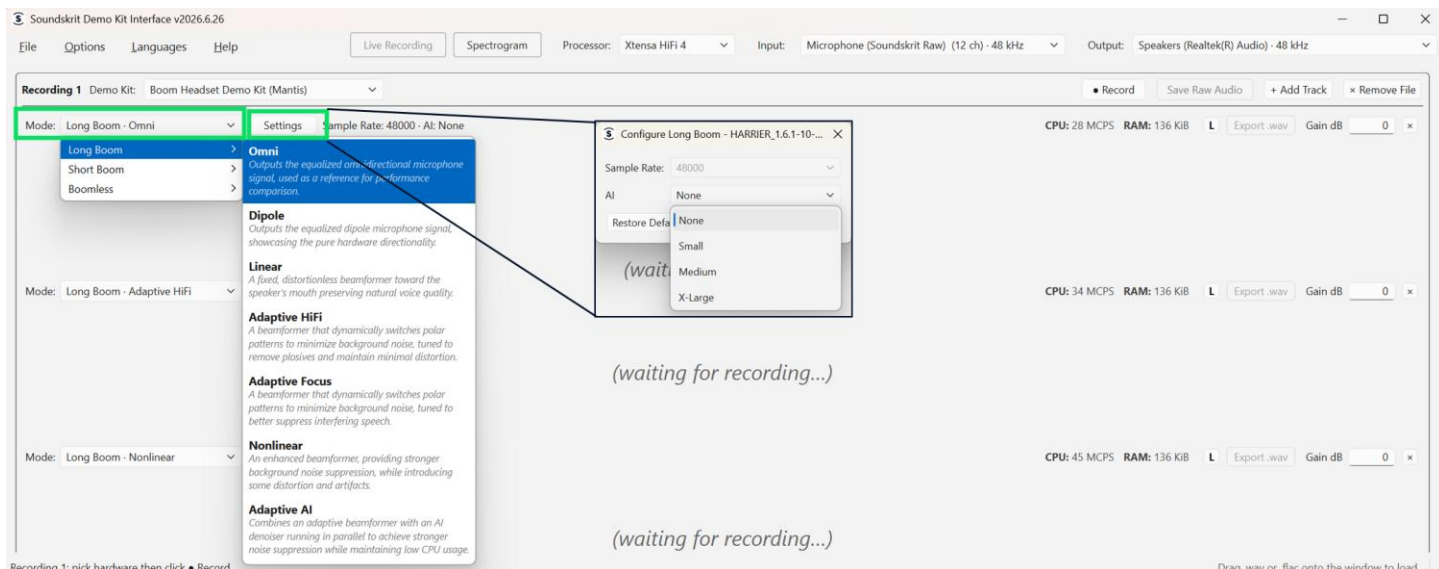 Soundskrit Demo Kit Interface v2026.6.26
File Options Languages Help Live Recording Spectrogram Processor: Xtensa HiFi 4 Input: Microphone (Soundskrit Raw) (12 ch) · 48 kHz Output: Speakers (Realtek(R) Audio) · 48 kHz
Recording 1 Demo Kit: Boom Headset Demo Kit (Mantis) ● Record Save Raw Audio + Add Track × Remove File
Mode: Long Boom · Omni Settings Sample Rate: 48000 · AI: None CPU: 28 MCPS RAM: 136 KiB L Export .wav Gain dB 0 ×
Long Boom
Short Boom
Boomless
Omni
Outputs the equalized omnidirectional microphone
signal, used as a reference for performance
comparison.
Dipole
Outputs the equalized dipole microphone signal,
showcasing the pure hardware directionality.
Linear
A fixed, distortionless beamformer toward the
speaker's mouth preserving natural voice quality.
Adaptive HiFi
A beamformer that dynamically switches polar
patterns to minimize background noise, tuned to
remove plosives and maintain minimal distortion.
Adaptive Focus
A beamformer that dynamically switches polar
patterns to minimize background noise, tuned to
better suppress interfering speech.
Nonlinear
An enhanced beamformer, providing stronger
background noise suppression, while introducing
some distortion and artifacts.
Adaptive AI
Combines an adaptive beamformer with an AI
denoiser running in parallel to achieve stronger
noise suppression while maintaining low CPU usage.
Configure Long Boom - HARRIER_1.6.1-10-... ×
Sample Rate: 48000
AI None
Restore Defa
None
Small
Medium
X-Large
(wait
Mode: Long Boom · Adaptive HiFi CPU: 34 MCPS RAM: 136 KiB L Export .wav Gain dB 0 ×
(waiting for recording...)
Mode: Long Boom · Nonlinear CPU: 45 MCPS RAM: 136 KiB L Export .wav Gain dB 0 ×
(waiting for recording...)
Recording 1: pick hardware then click ● Record Drag .wav or .flac onto the window to load